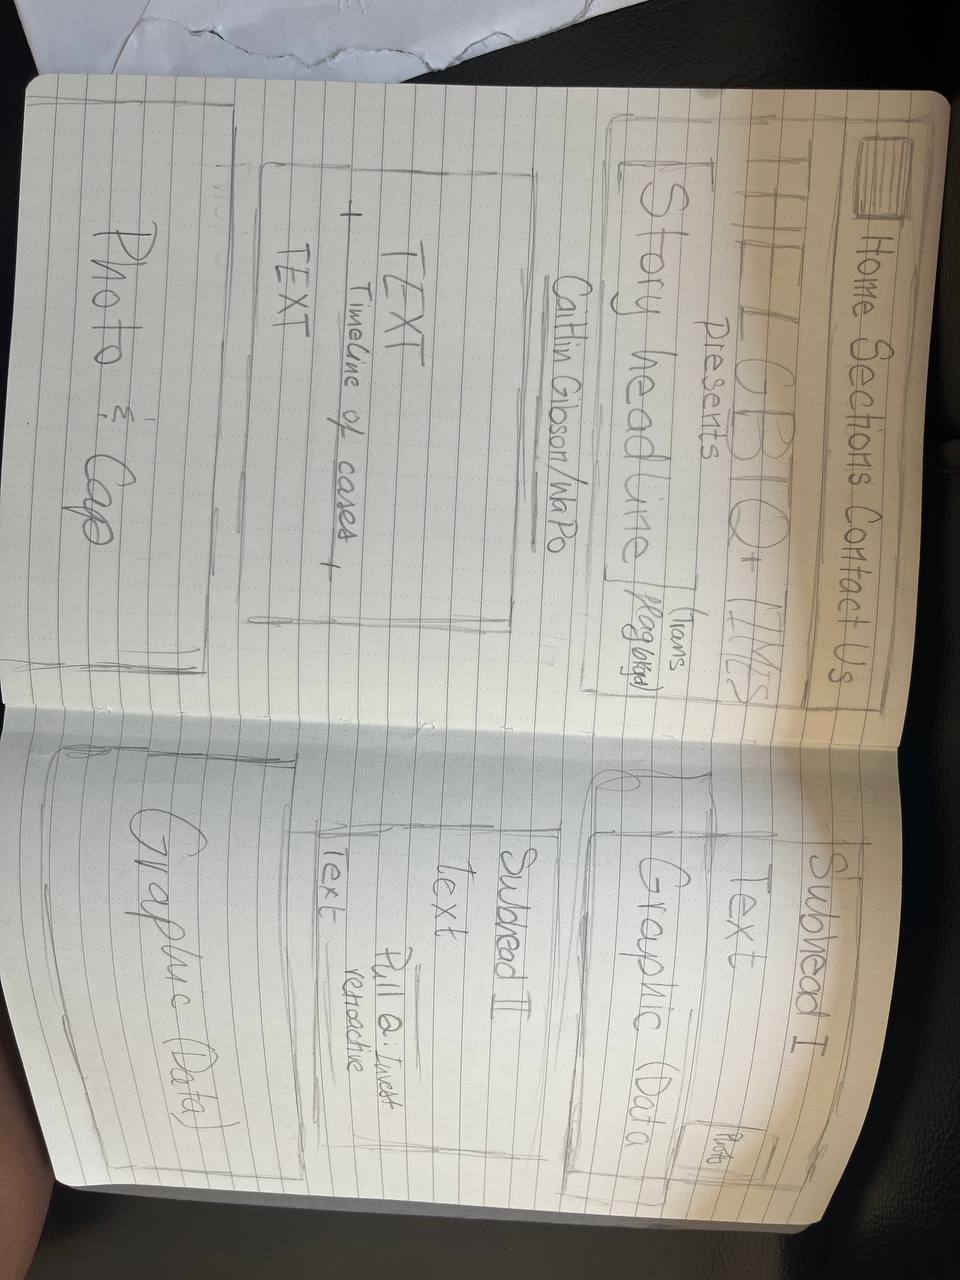 Home Sections Contact Us
THE LGBTQ+ TIMES
presents
Story headline
(Trans
flag bkgd)
Caitlin Gibson/WaPo
TEXT
+ Timeline of cases +
TEXT
Photo & Cap
Subhead I
Text
Photo
Graphic (Data
Subhead II
Text
Pull Q: Invest
retroactive
Text
Graphic (Data)